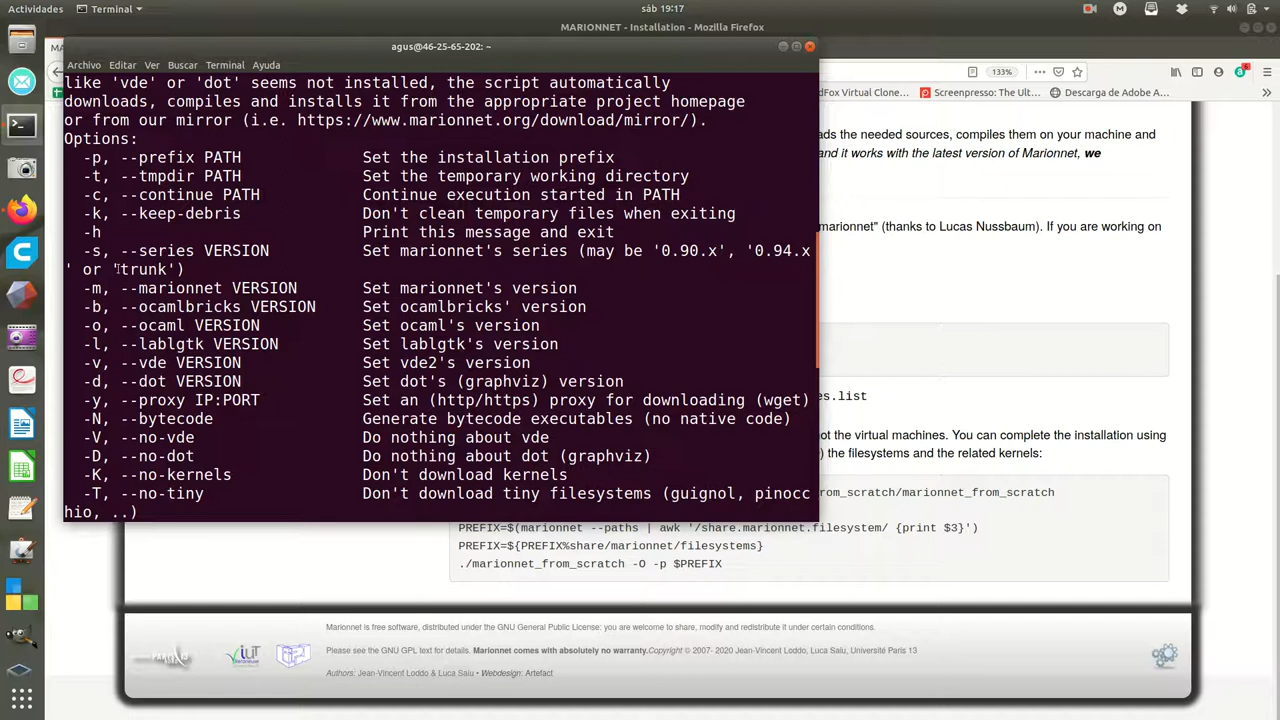 Actividades
Terminal
sáb 19:17
MARIONNET - Installation - Mozilla Firefox
agus@46-25-65-202: ~
Archivo Editar Ver Buscar Terminal Ayuda
133%
Screenpresso: The Ult…
Descarga de Adobe A…
like 'vde' or 'dot' seems not installed, the script automatically
downloads, compiles and installs it from the appropriate project homepage
or from our mirror (i.e. https://www.marionnet.org/download/mirror/).
Options:
-p, --prefix PATH Set the installation prefix
-t, --tmpdir PATH Set the temporary working directory
-c, --continue PATH Continue execution started in PATH
-k, --keep-debris Don't clean temporary files when exiting
-h Print this message and exit
-s, --series VERSION Set marionnet's series (may be '0.90.x', '0.94.x
' or 'trunk')
-m, --marionnet VERSION Set marionnet's version
-b, --ocamlbricks VERSION Set ocamlbricks' version
-o, --ocaml VERSION Set ocaml's version
-l, --lablgtk VERSION Set lablgtk's version
-v, --vde VERSION Set vde2's version
-d, --dot VERSION Set dot's (graphviz) version
-y, --proxy IP:PORT Set an (http/https) proxy for downloading (wget)
-N, --bytecode Generate bytecode executables (no native code)
-V, --no-vde Do nothing about vde
-D, --no-dot Do nothing about dot (graphviz)
-K, --no-kernels Don't download kernels
-T, --no-tiny Don't download tiny filesystems (guignol, pinocc
hio, ..)
ads the needed sources, compiles them on your machine and
and it works with the latest version of Marionnet, we
marionnet" (thanks to Lucas Nussbaum). If you are working on
es.list
ot the virtual machines. You can complete the installation using
) the filesystems and the related kernels:
om_scratch/marionnet_from_scratch
PREFIX=$(marionnet --paths | awk '/share.marionnet.filesystem/ {print $3}')
PREFIX=${PREFIX%share/marionnet/filesystems}
./marionnet_from_scratch -O -p $PREFIX
Marionnet is free software, distributed under the GNU General Public License: you are welcome to share, modify and redistribute it under certain conditions.
Please see the GNU GPL text for details. Marionnet comes with absolutely no warranty.Copyright © 2007- 2020 Jean-Vincent Loddo, Luca Saiu, Université Paris 13
Authors: Jean-Vincent Loddo & Luca Saiu • Webdesign: Artefact